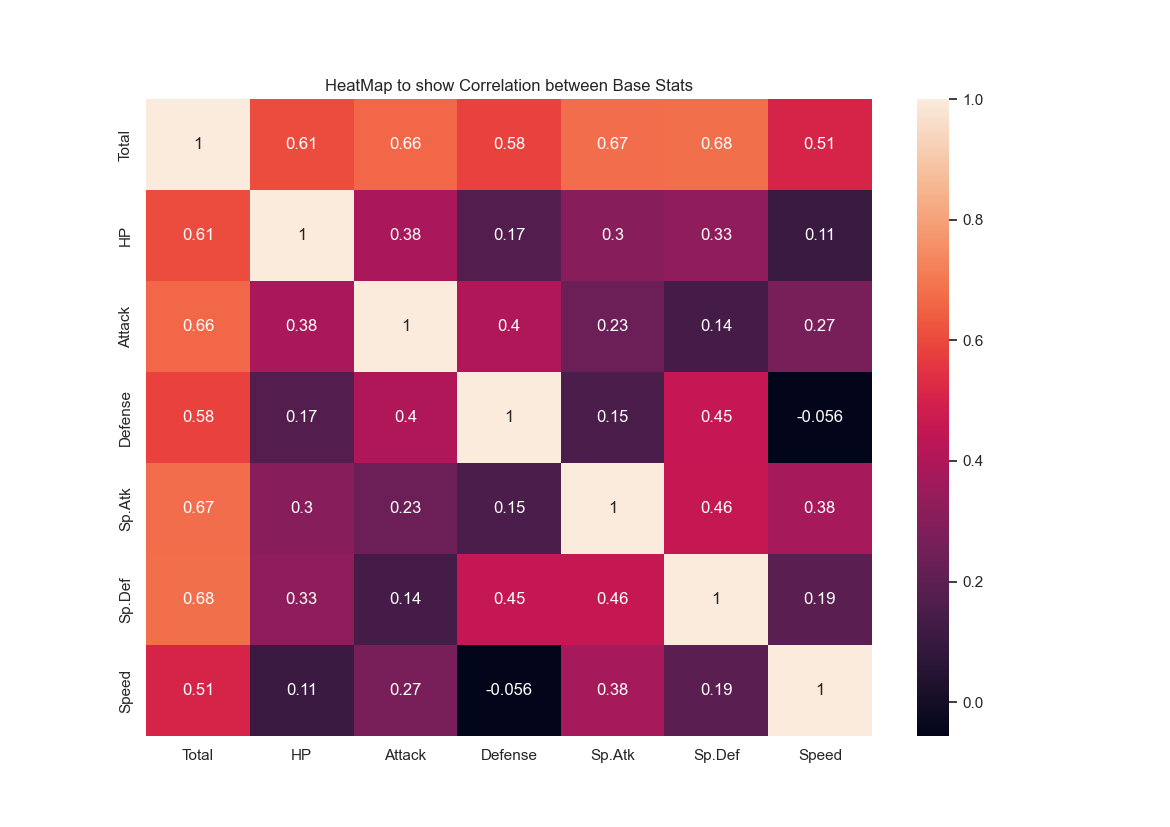 HeatMap to show Correlation between Base Stats
Total 1 0.61 0.66 0.58 0.67 0.68 0.51
HP 0.61 1 0.38 0.17 0.3 0.33 0.11
Attack 0.66 0.38 1 0.4 0.23 0.14 0.27
Defense 0.58 0.17 0.4 1 0.15 0.45 -0.056
Sp.Atk 0.67 0.3 0.23 0.15 1 0.46 0.38
Sp.Def 0.68 0.33 0.14 0.45 0.46 1 0.19
Speed 0.51 0.11 0.27 -0.056 0.38 0.19 1
Total HP Attack Defense Sp.Atk Sp.Def Speed
1.0
0.8
0.6
0.4
0.2
0.0